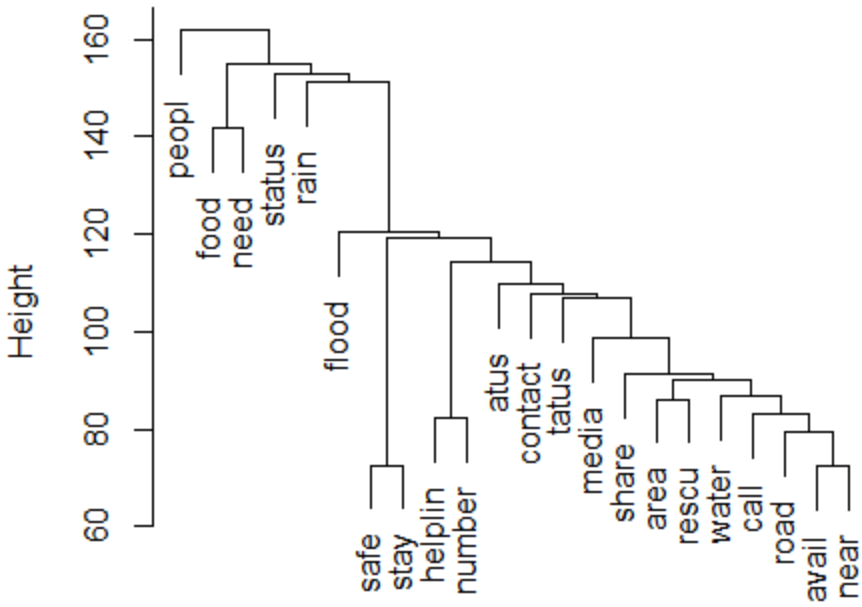 Height
160
140
120
100
80
60
peopl
food
need
status
rain
flood
safe
stay
helplin
number
atus
contact
tatus
media
share
area
rescu
water
call
road
avail
near